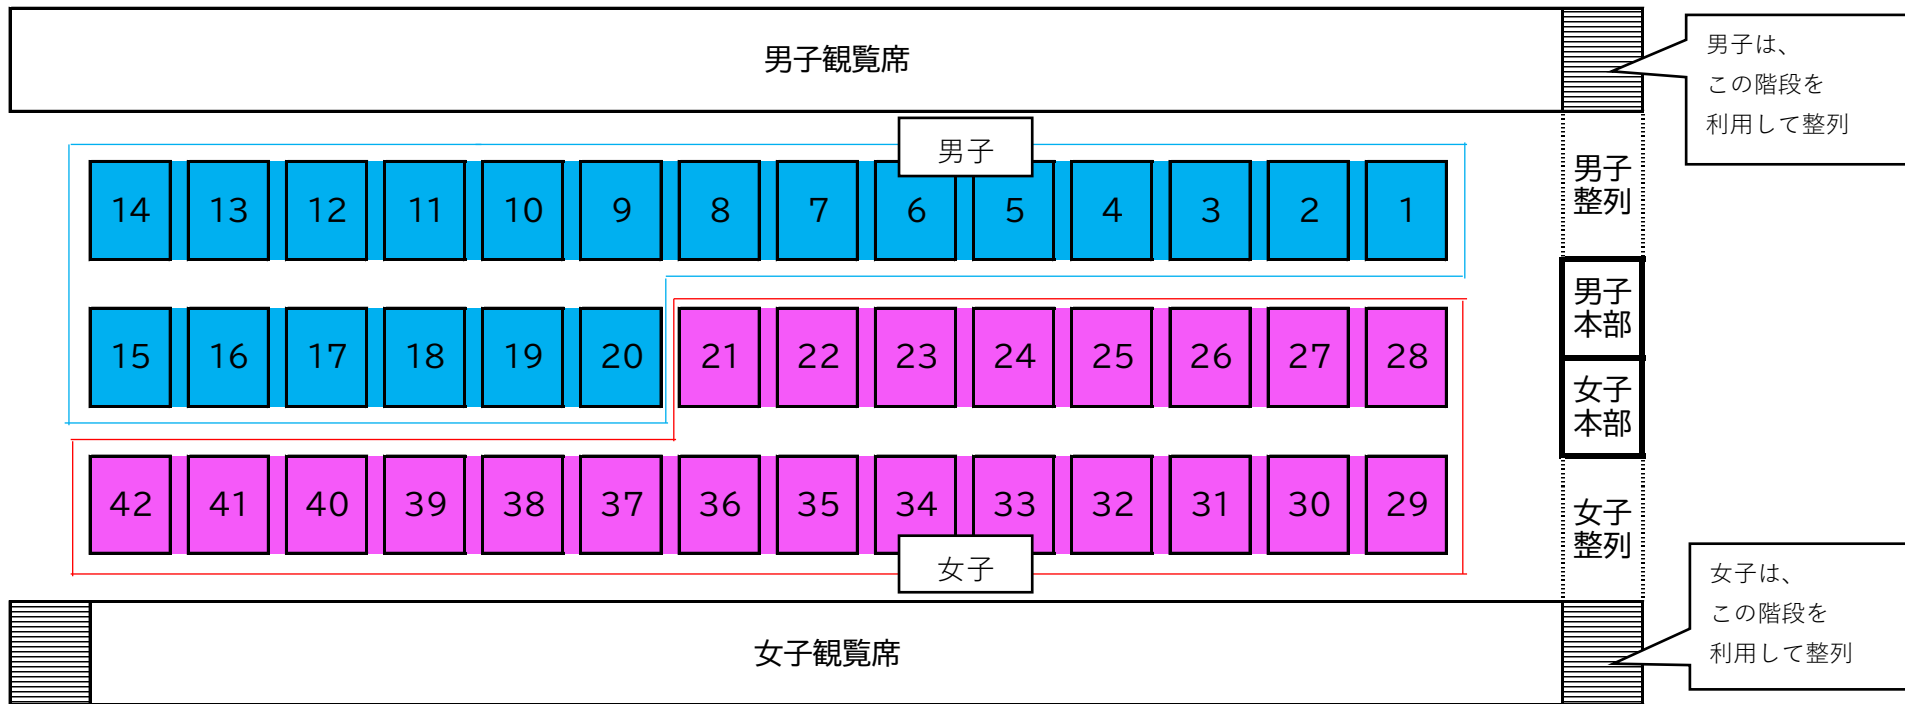 男子観覧席
男子は、
この階段を
利用して整列
男子
14 13 12 11 10 9 8 7 6 5 4 3 2 1
男子
整列
男子
本部
15 16 17 18 19 20 21 22 23 24 25 26 27 28
女子
本部
42 41 40 39 38 37 36 35 34 33 32 31 30 29
女子
女子
整列
女子は、
この階段を
利用して整列
女子観覧席